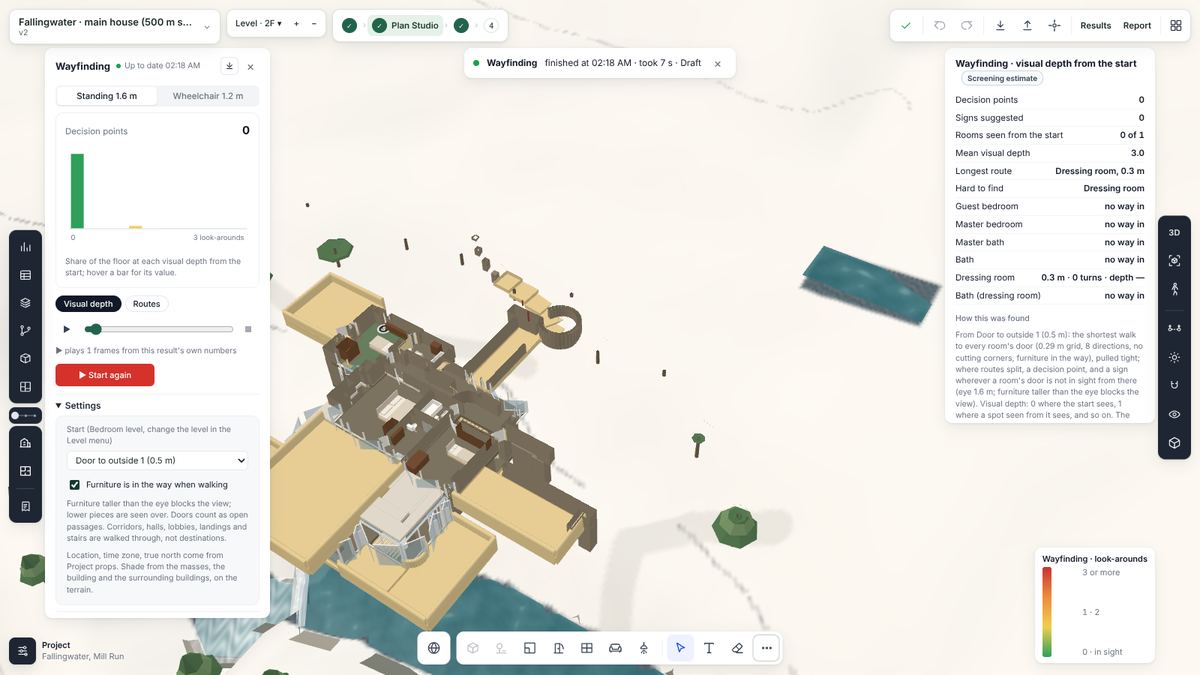 Fallingwater · main house (500 m s...
v2
Level · 2F ▾ + −
Plan Studio
4
Results
Report
Wayfinding
Up to date 02:18 AM
Standing 1.6 m
Wheelchair 1.2 m
Decision points
0
0
3 look-arounds
Share of the floor at each visual depth from the
start; hover a bar for its value.
Visual depth
Routes
▶ plays 1 frames from this result's own numbers
▶ Start again
▼ Settings
Start (Bedroom level, change the level in the
Level menu)
Door to outside 1 (0.5 m)
Furniture is in the way when walking
Furniture taller than the eye blocks the view;
lower pieces are seen over. Doors count as open
passages. Corridors, halls, lobbies, landings and
stairs are walked through, not destinations.
Location, time zone, true north come from
Project props. Shade from the masses, the
building and the surrounding buildings, on the
terrain.
Project
Fallingwater, Mill Run
Wayfinding finished at 02:18 AM · took 7 s · Draft
Wayfinding · visual depth from the start
Screening estimate
Decision points 0
Signs suggested 0
Rooms seen from the start 0 of 1
Mean visual depth 3.0
Longest route Dressing room, 0.3 m
Hard to find Dressing room
Guest bedroom no way in
Master bedroom no way in
Master bath no way in
Bath no way in
Dressing room 0.3 m · 0 turns · depth —
Bath (dressing room) no way in
How this was found
From Door to outside 1 (0.5 m): the shortest walk
to every room's door (0.29 m grid, 8 directions, no
cutting corners, furniture in the way), pulled tight;
where routes split, a decision point, and a sign
wherever a room's door is not in sight from there
(eye 1.6 m; furniture taller than the eye blocks the
view). Visual depth: 0 where the start sees, 1
where a spot seen from it sees, and so on. The
3D
Wayfinding · look-arounds
3 or more
1 - 2
0 · in sight